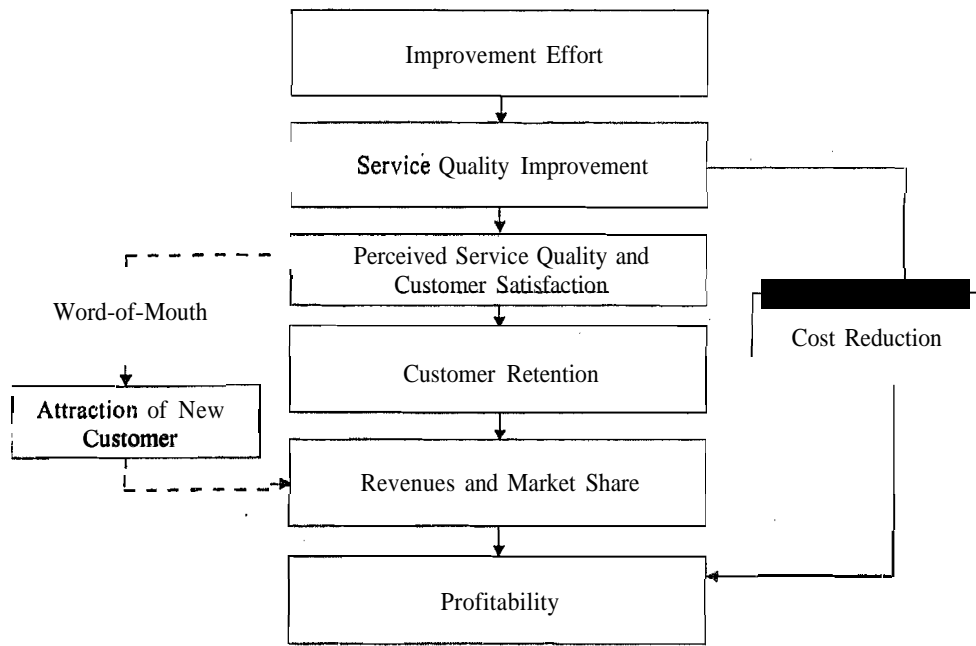 Improvement Effort
Service Quality Improvement
Perceived Service Quality and
Customer Satisfaction
Word-of-Mouth
Cost Reduction
Customer Retention
Attraction of New
Customer
Revenues and Market Share
Profitability